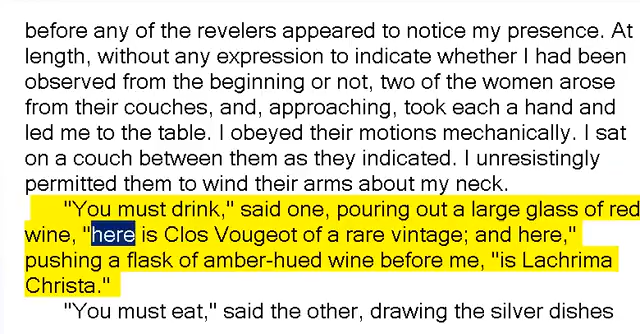 before any of the revelers appeared to notice my presence. At
length, without any expression to indicate whether I had been
observed from the beginning or not, two of the women arose
from their couches, and, approaching, took each a hand and
led me to the table. I obeyed their motions mechanically. I sat
on a couch between them as they indicated. I unresistingly
permitted them to wind their arms about my neck.
"You must drink," said one, pouring out a large glass of red
wine, "here is Clos Vougeot of a rare vintage; and here,"
pushing a flask of amber-hued wine before me, "is Lachrima
Christa."
"You must eat," said the other, drawing the silver dishes